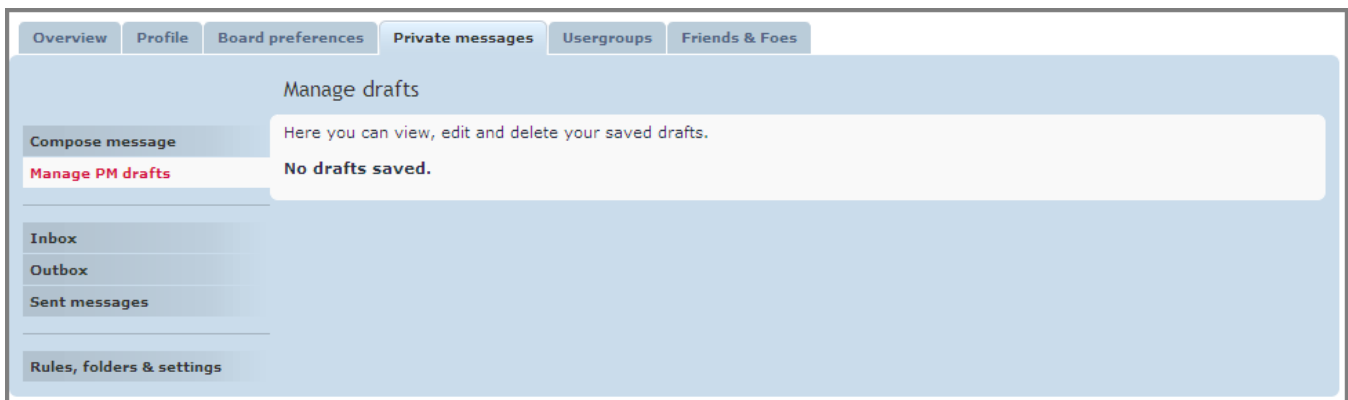 Overview Profile Board preferences Private messages Usergroups Friends & Foes
Manage drafts
Compose message
Manage PM drafts
Inbox
Outbox
Sent messages
Rules, folders & settings
Here you can view, edit and delete your saved drafts.
No drafts saved.